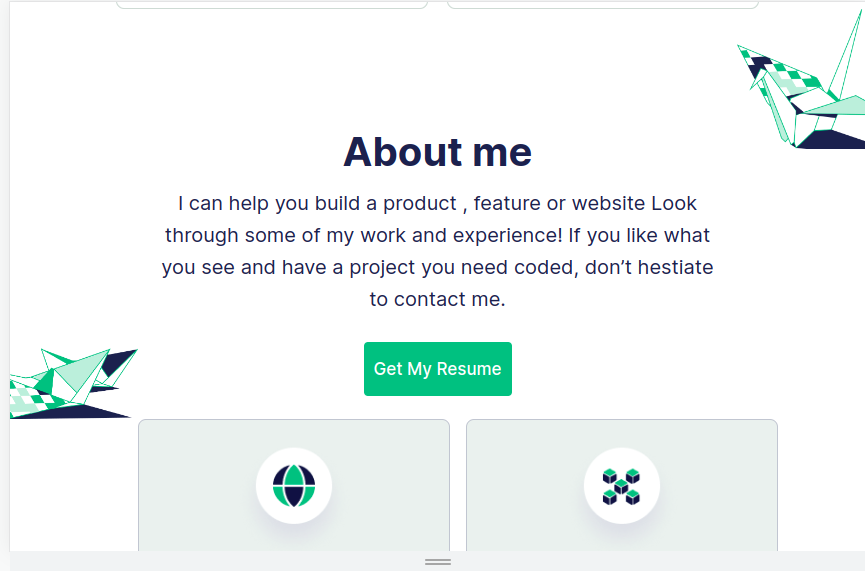 About me
I can help you build a product , feature or website Look
through some of my work and experience! If you like what
you see and have a project you need coded, don’t hestiate
to contact me.
Get My Resume